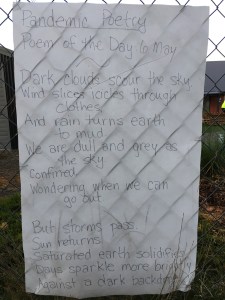 Pandemic Poetry
Poem of the Day 10 May
Dark clouds scour the sky
Wind slices icicles through
clothes
And rain turns earth
to mud
We are dull and grey as
the sky
Confined
Wondering when we can
go out
But storms pass.
Sun returns
Saturated earth solidifies
Days sparkle more brightly
Against a dark backdrop